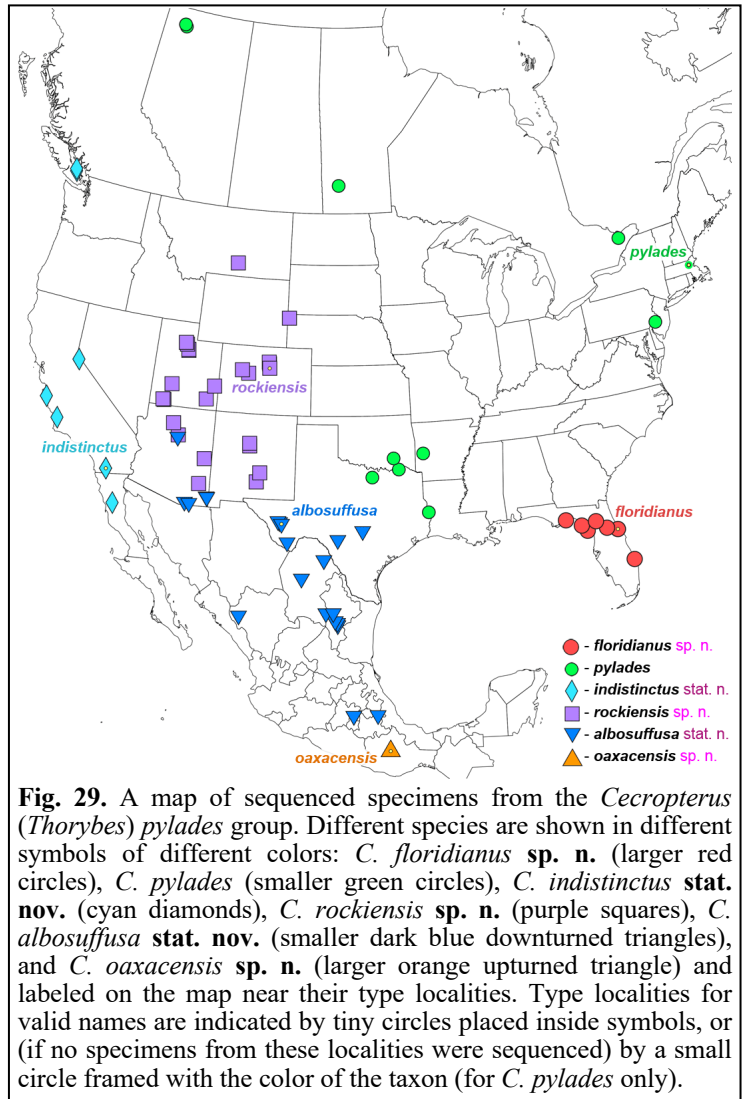 pylades
rockiensis
indistinctus
albosuffusa
floridianus
oaxacensis
- floridianus sp. n.
- pylades
- indistinctus stat. n.
- rockiensis sp. n.
- albosuffusa stat. n.
- oaxacensis sp. n.
Fig. 29. A map of sequenced specimens from the Cecropterus
(Thorybes) pylades group. Different species are shown in different
symbols of different colors: C. floridianus sp. n. (larger red
circles), C. pylades (smaller green circles), C. indistinctus stat.
nov. (cyan diamonds), C. rockiensis sp. n. (purple squares), C.
albosuffusa stat. nov. (smaller dark blue downturned triangles),
and C. oaxacensis sp. n. (larger orange upturned triangle) and
labeled on the map near their type localities. Type localities for
valid names are indicated by tiny circles placed inside symbols, or
(if no specimens from these localities were sequenced) by a small
circle framed with the color of the taxon (for C. pylades only).